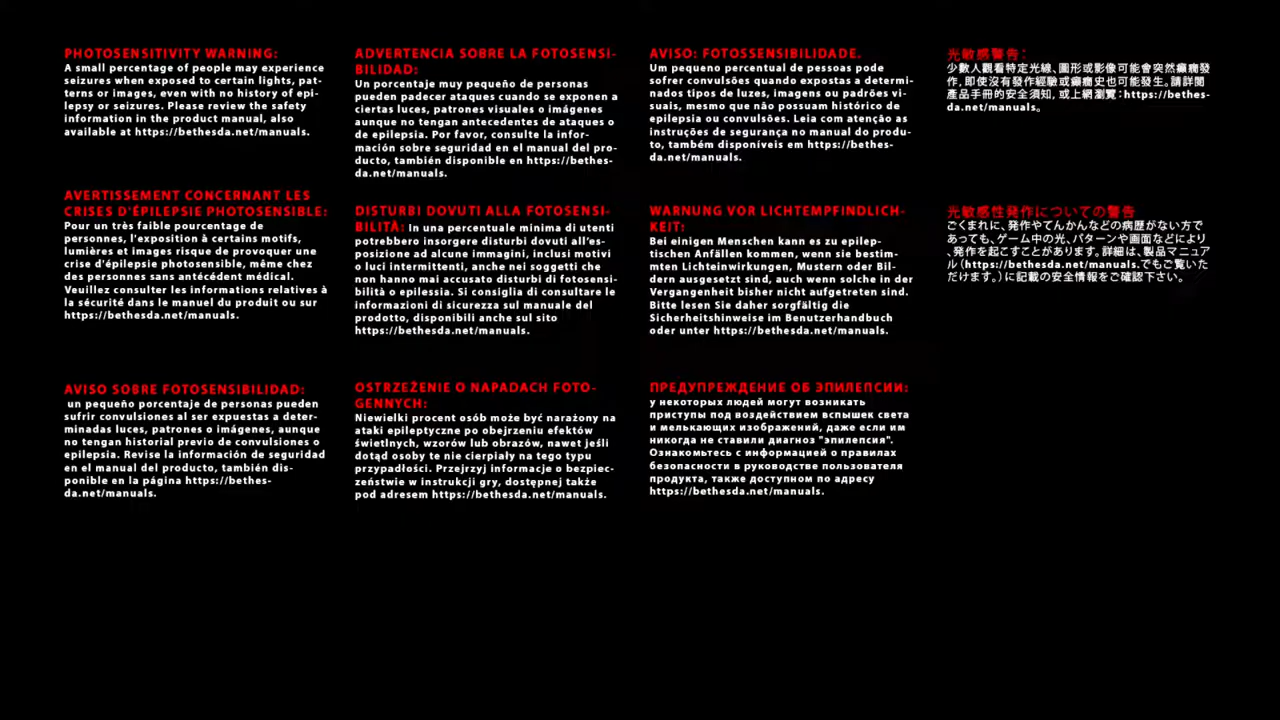 PHOTOSENSITIVITY WARNING:
A small percentage of people may experience
seizures when exposed to certain lights, pat-
terns or images, even with no history of epi-
lepsy or seizures. Please review the safety
information in the product manual, also
available at https://bethesda.net/manuals.
AVERTISSEMENT CONCERNANT LES
CRISES D'ÉPILEPSIE PHOTOSENSIBLE:
Pour un très faible pourcentage de
personnes, l'exposition à certains motifs,
lumières et images risque de provoquer une
crise d'épilepsie photosensible, même chez
des personnes sans antécédent médical.
Veuillez consulter les informations relatives à
la sécurité dans le manuel du produit ou sur
https://bethesda.net/manuals.
AVISO SOBRE FOTOSENSIBILIDAD:
un pequeño porcentaje de personas pueden
sufrir convulsiones al ser expuestas a deter-
minadas luces, patrones o imágenes, aunque
no tengan historial previo de convulsiones o
epilepsia. Revise la información de seguridad
en el manual del producto, también dis-
ponible en la página https://bethes-
da.net/manuals.
ADVERTENCIA SOBRE LA FOTOSENSI-
BILIDAD:
Un porcentaje muy pequeño de personas
pueden padecer ataques cuando se exponen a
ciertas luces, patrones visuales o imágenes
aunque no tengan antecedentes de ataques o
de epilepsia. Por favor, consulte la infor-
mación sobre seguridad en el manual del pro-
ducto, también disponible en https://bethes-
da.net/manuals.
DISTURBI DOVUTI ALLA FOTOSENSI-
BILITÀ: In una percentuale minima di utenti
potrebbero insorgere disturbi dovuti all'es-
posizione ad alcune immagini, inclusi motivi
o luci intermittenti, anche nei soggetti che
non hanno mai accusato disturbi di fotosensi-
bilità o epilessia. Si consiglia di consultare le
informazioni di sicurezza sul manuale del
prodotto, disponibili anche sul sito
https://bethesda.net/manuals.
OSTRZEŻENIE O NAPADACH FOTO-
GENNYCH:
Niewielki procent osób może być narażony na
ataki epileptyczne po obejrzeniu efektów
świetlnych, wzorów lub obrazów, nawet jeśli
dotąd osoby te nie cierpiały na tego typu
przypadłości. Przejrzyj informacje o bezpiec-
zeństwie w instrukcji gry, dostępnej także
pod adresem https://bethesda.net/manuals.
AVISO: FOTOSSENSIBILIDADE.
Um pequeno percentual de pessoas pode
sofrer convulsões quando expostas a determi-
nados tipos de luzes, imagens ou padrões vi-
suais, mesmo que não possuam histórico de
epilepsia ou convulsões. Leia com atenção as
instruções de segurança no manual do produ-
to, também disponíveis em https://bethes-
da.net/manuals.
WARNUNG VOR LICHTEMPFINDLICH-
KEIT:
Bei einigen Menschen kann es zu epilep-
tischen Anfällen kommen, wenn sie bestim-
mten Lichteinwirkungen, Mustern oder Bil-
dern ausgesetzt sind, auch wenn solche in der
Vergangenheit bisher nicht aufgetreten sind.
Bitte lesen Sie daher sorgfältig die
Sicherheitshinweise im Benutzerhandbuch
oder unter https://bethesda.net/manuals.
ПРЕДУПРЕЖДЕНИЕ ОБ ЭПИЛЕПСИИ:
у некоторых людей могут возникать
приступы под воздействием вспышек света
и мелькающих изображений, даже если им
никогда не ставили диагноз "эпилепсия".
Ознакомьтесь с информацией о правилах
безопасности в руководстве пользователя
продукта, также доступном по адресу
https://bethesda.net/manuals.
光敏感警告：
少數人觀看特定光線、圖形或影像可能會突然癲癇發
作，即使沒有發作經驗或癲癇史也可能發生。請詳閱
產品手冊的安全須知，或上網瀏覽：https://bethes-
da.net/manuals。
光敏感性発作についての警告
ごくまれに、発作やてんかんなどの病歴がない方で
あっても、ゲーム中の光、パターンや画面などにより
、発作を起こすことがあります。詳細は、製品マニュア
ル（https://bethesda.net/manuals.でもご覧いた
だけます。）に記載の安全情報をご確認下さい。